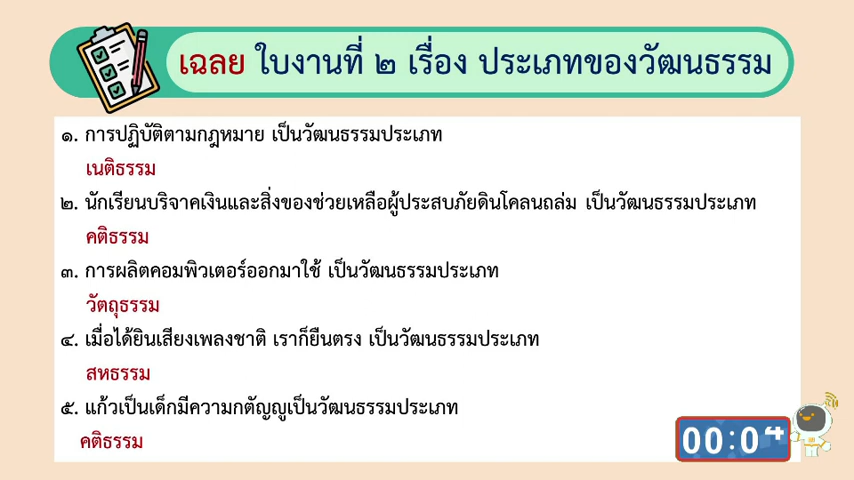 เฉลย ใบงานที่ ๒ เรื่อง ประเภทของวัฒนธรรม
๑. การปฏิบัติตามกฎหมาย เป็นวัฒนธรรมประเภท
เนติธรรม
๒. นักเรียนบริจาคเงินและสิ่งของช่วยเหลือผู้ประสบภัยดินโคลนถล่ม เป็นวัฒนธรรมประเภท
คติธรรม
๓. การผลิตคอมพิวเตอร์ออกมาใช้ เป็นวัฒนธรรมประเภท
วัตถุธรรม
๔. เมื่อได้ยินเสียงเพลงชาติ เราก็ยืนตรง เป็นวัฒนธรรมประเภท
สหธรรม
๕. แก้วเป็นเด็กมีความกตัญญูเป็นวัฒนธรรมประเภท
คติธรรม